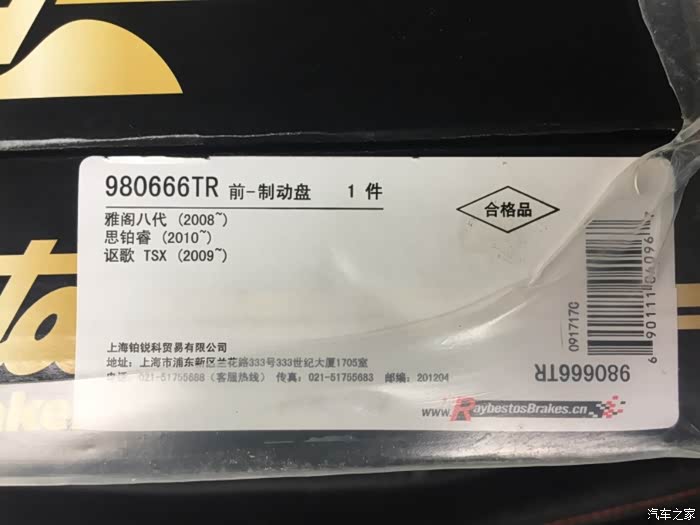 980666TR 前-制动盘 1 件
雅阁八代 (2008~)
思铂睿 (2010~)
讴歌 TSX (2009~)
合格品
上海铂锐科贸易有限公司
地址: 上海市浦东新区兰花路333号333世纪大厦1705室
电话: 021-51755688 (客服热线) 传真: 021-51755683 邮编: 201204
www.RaybestosBrakes.cn
091717C
980666TR
汽车之家